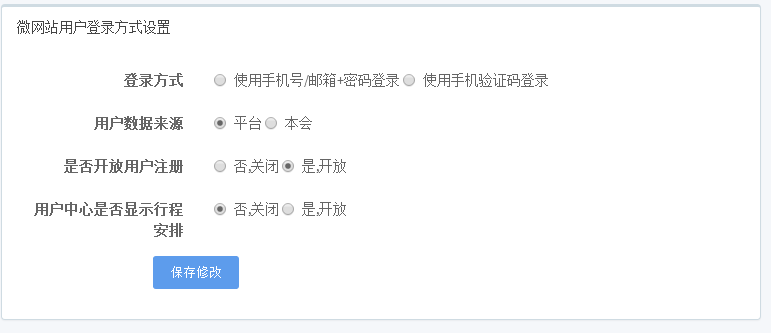 微网站用户登录方式设置
登录方式 使用手机号/邮箱+密码登录 使用手机验证码登录
用户数据来源 平台 本会
是否开放用户注册 否,关闭 是,开放
用户中心是否显示行程 否,关闭 是,开放
安排
保存修改